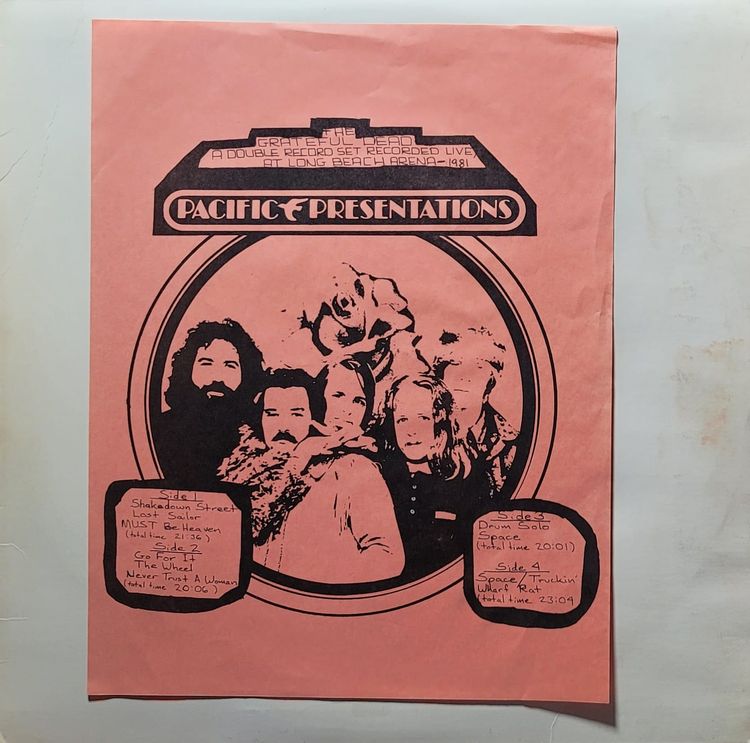 THE
GRATEFUL DEAD
A DOUBLE RECORD SET RECORDED LIVE
AT LONG BEACH ARENA-1981
PACIFIC PRESENTATIONS
Side 1
Shakedown Street
Lost Sailor
MUST Be Heaven
(total time 21:36)
Side 2
Go For It
The Wheel
Never Trust A Woman
(total time 20:06)
Side 3
Drum Solo
Space
(total time 20:01)
Side 4
Space/Truckin'
Wharf Rat
(total time 23:04